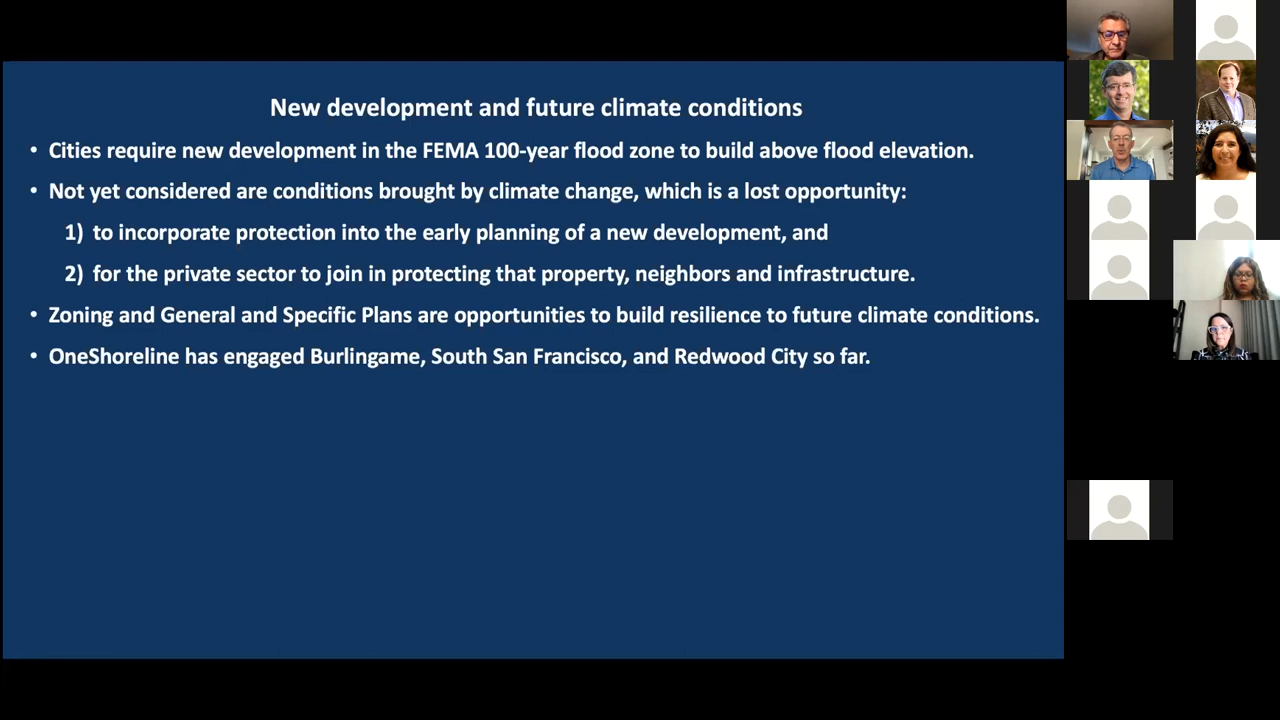 New development and future climate conditions
• Cities require new development in the FEMA 100-year flood zone to build above flood elevation.
• Not yet considered are conditions brought by climate change, which is a lost opportunity:
1) to incorporate protection into the early planning of a new development, and
2) for the private sector to join in protecting that property, neighbors and infrastructure.
• Zoning and General and Specific Plans are opportunities to build resilience to future climate conditions.
• OneShoreline has engaged Burlingame, South San Francisco, and Redwood City so far.